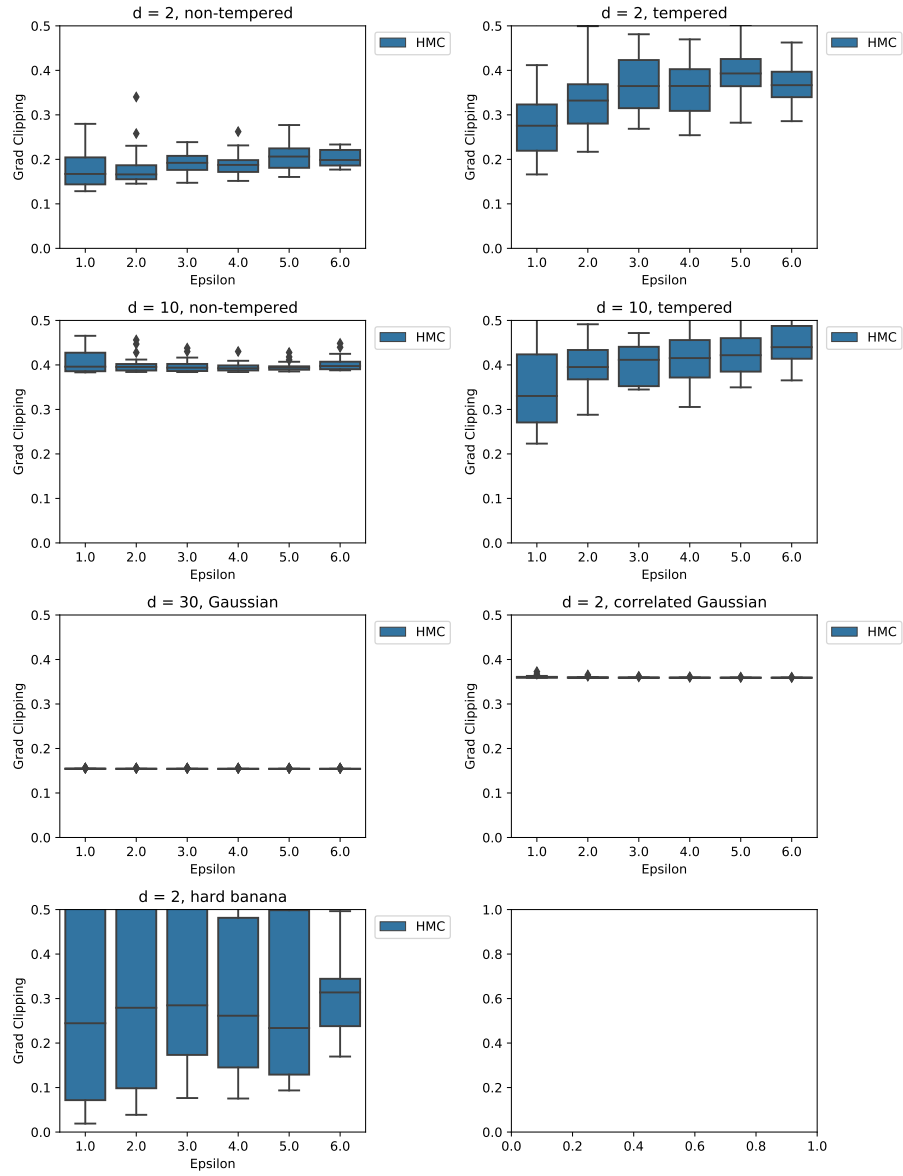 d = 2, non-tempered
HMC
Grad Clipping
0.5
0.4
0.3
0.2
0.1
0.0
1.0 2.0 3.0 4.0 5.0 6.0
Epsilon
d = 2, tempered
HMC
Grad Clipping
0.5
0.4
0.3
0.2
0.1
0.0
1.0 2.0 3.0 4.0 5.0 6.0
Epsilon
d = 10, non-tempered
HMC
Grad Clipping
0.5
0.4
0.3
0.2
0.1
0.0
1.0 2.0 3.0 4.0 5.0 6.0
Epsilon
d = 10, tempered
HMC
Grad Clipping
0.5
0.4
0.3
0.2
0.1
0.0
1.0 2.0 3.0 4.0 5.0 6.0
Epsilon
d = 30, Gaussian
HMC
Grad Clipping
0.5
0.4
0.3
0.2
0.1
0.0
1.0 2.0 3.0 4.0 5.0 6.0
Epsilon
d = 2, correlated Gaussian
HMC
Grad Clipping
0.5
0.4
0.3
0.2
0.1
0.0
1.0 2.0 3.0 4.0 5.0 6.0
Epsilon
d = 2, hard banana
HMC
Grad Clipping
0.5
0.4
0.3
0.2
0.1
0.0
1.0 2.0 3.0 4.0 5.0 6.0
Epsilon
1.0
0.8
0.6
0.4
0.2
0.0
0.0 0.2 0.4 0.6 0.8 1.0